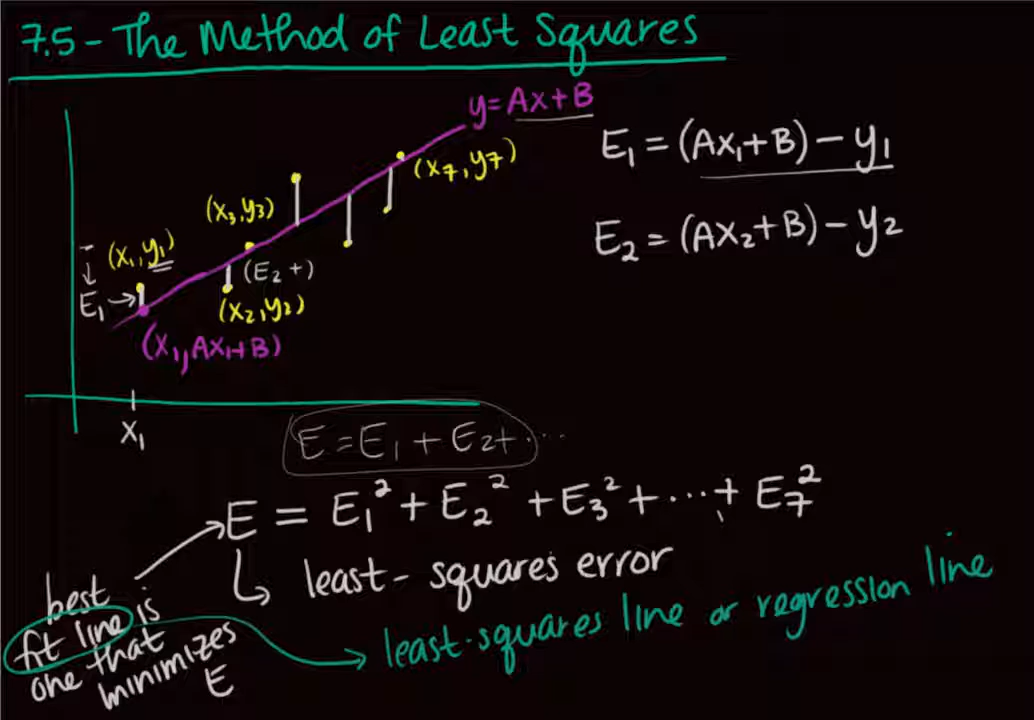 7.5 - The Method of Least Squares
y = Ax + B
E₁ = (Ax₁ + B) - y₁
(x₇, y₇)
(x₃, y₃)
E₂ = (Ax₂ + B) - y₂
(x₁, y₁)
(E₂ +)
E₁ →
(x₂, y₂)
(x₁, Ax₁ + B)
x₁
E = E₁ + E₂ + ...
E = E₁² + E₂² + E₃² + ... + E₇²
least-squares error
best
fit line is
one that
minimizes
E
least-squares line or regression line